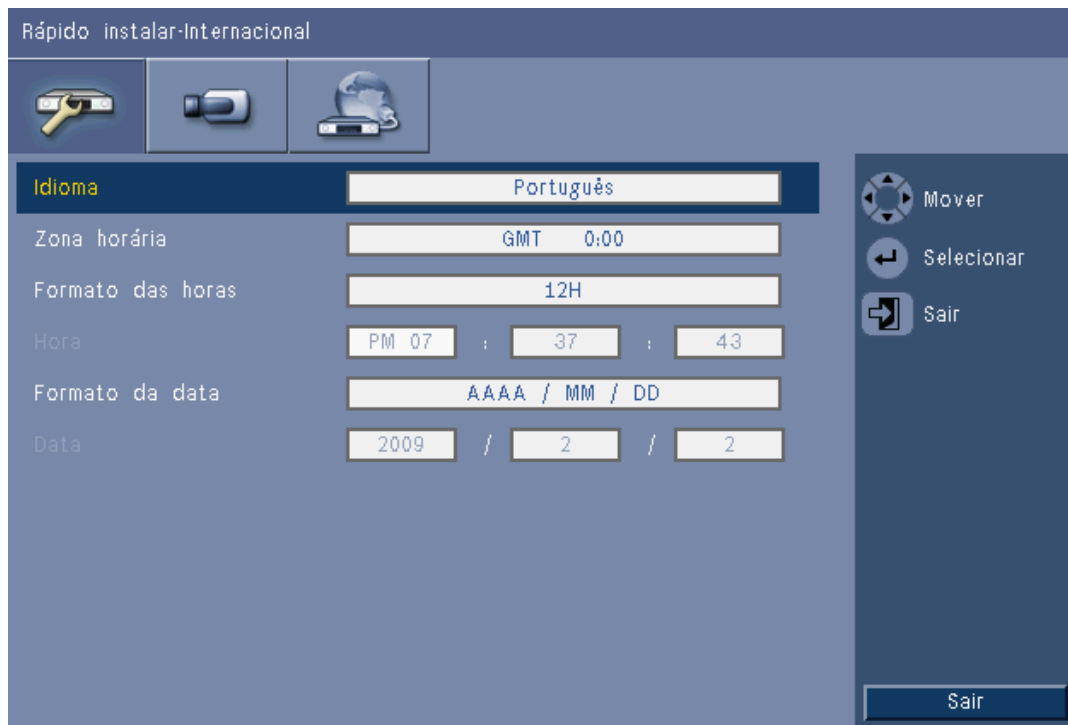 Rápido instalar-Internacional
Idioma Português
Zona horária GMT 0:00
Formato das horas 12H
Hora PM 07 : 37 : 43
Formato da data AAAA / MM / DD
Data 2009 / 2 / 2
Mover
Selecionar
Sair
Sair